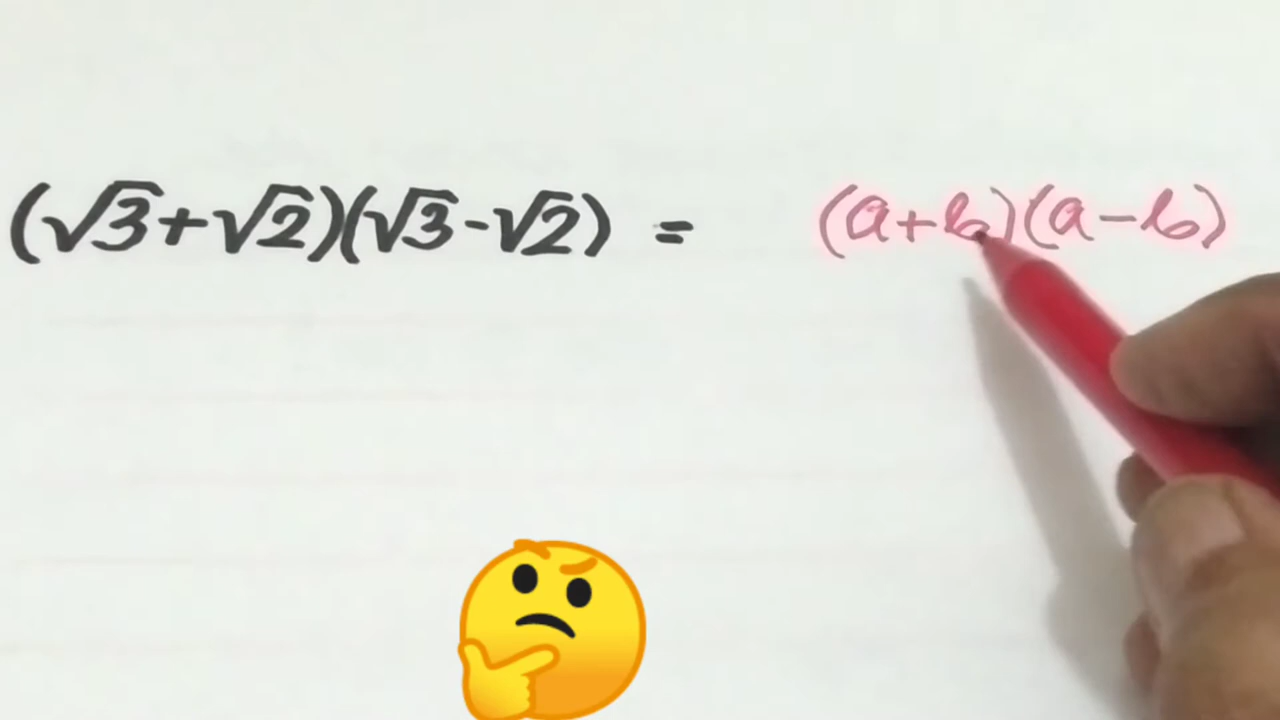 (√3+√2)(√3-√2) = (a+b)(a-b)